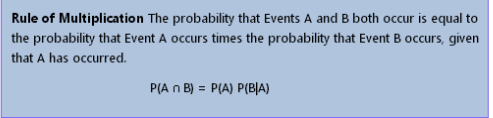 Rule of Multiplication The probability that Events A and B both occur is equal to
the probability that Event A occurs times the probability that Event B occurs, given
that A has occurred.
P(A ∩ B) = P(A) P(B|A)